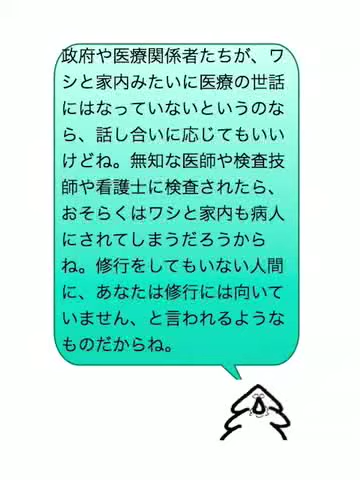 政府や医療関係者たちが、ワ
シと家内みたいに医療の世話
にはなっていないというのな
ら、話し合いに応じてもいい
けどね。無知な医師や検査技
師や看護士に検査されたら、
おそらくはワシと家内も病人
にされてしまうだろうから
ね。修行をしてもいない人間
に、あなたは修行には向いて
いません、と言われるような
ものだからね。